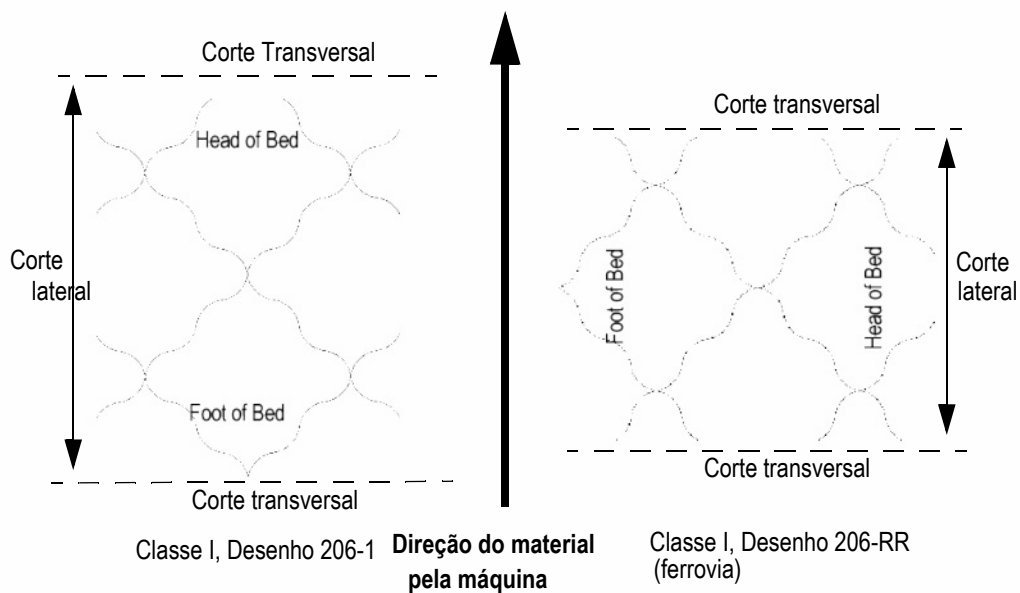 Corte Transversal
Head of Bed
Corte
lateral
Foot of Bed
Corte transversal
Classe I, Desenho 206-1
Direção do material
pela máquina
Corte transversal
Foot of Bed
Head of Bed
Corte
lateral
Corte transversal
Classe I, Desenho 206-RR
(ferrovia)